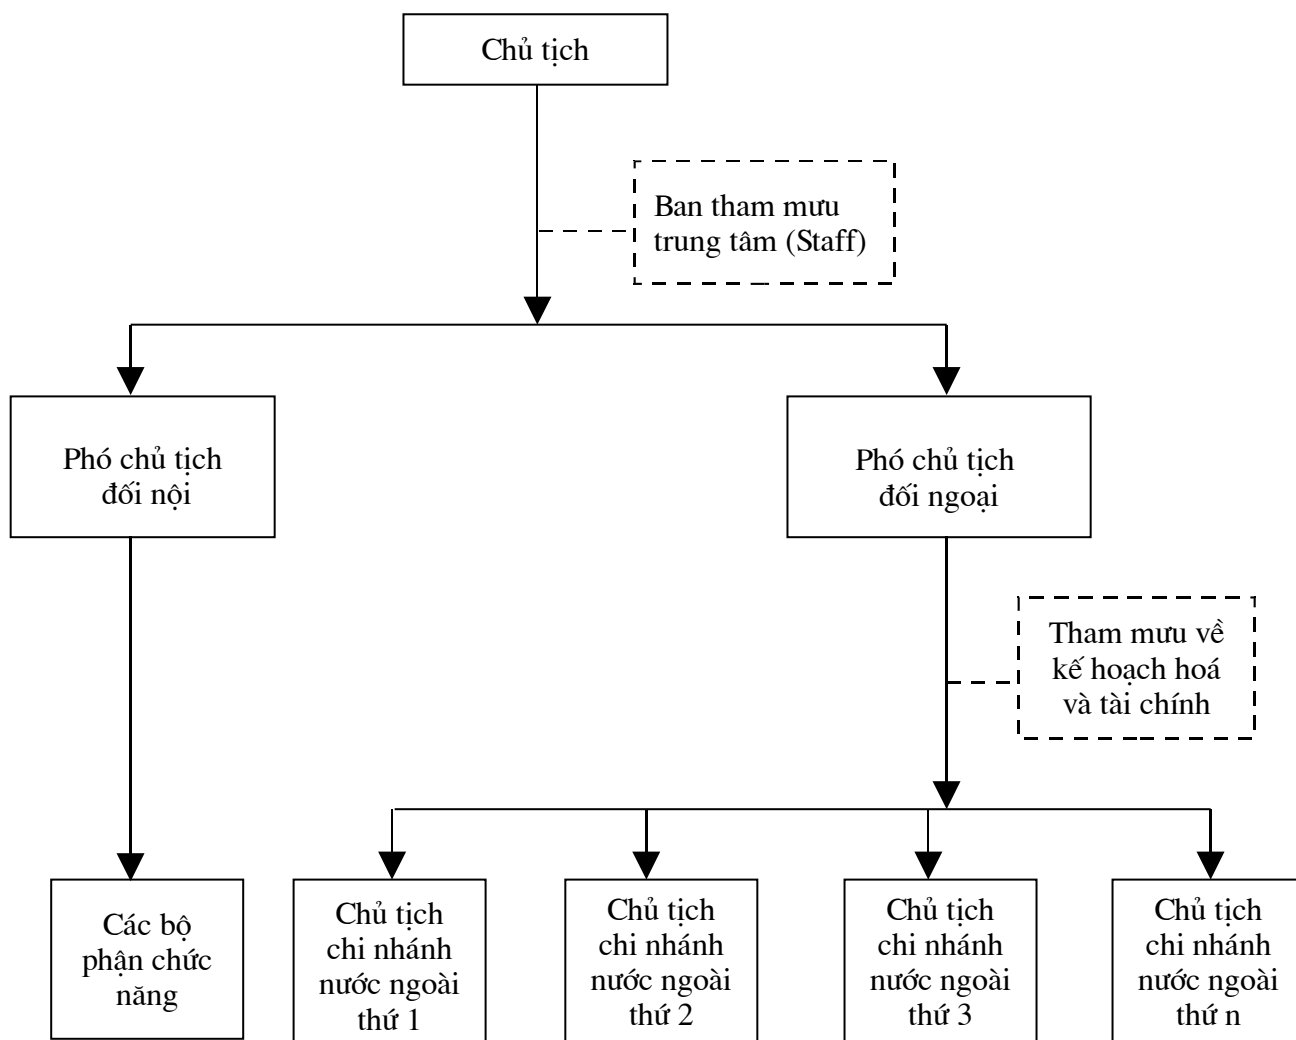 Chủ tịch
Ban tham mưu
trung tâm (Staff)
Phó chủ tịch
đối nội
Phó chủ tịch
đối ngoại
Tham mưu về
kế hoạch hoá
và tài chính
Các bộ
phận chức
năng
Chủ tịch
chi nhánh
nước ngoài
thứ 1
Chủ tịch
chi nhánh
nước ngoài
thứ 2
Chủ tịch
chi nhánh
nước ngoài
thứ 3
Chủ tịch
chi nhánh
nước ngoài
thứ n